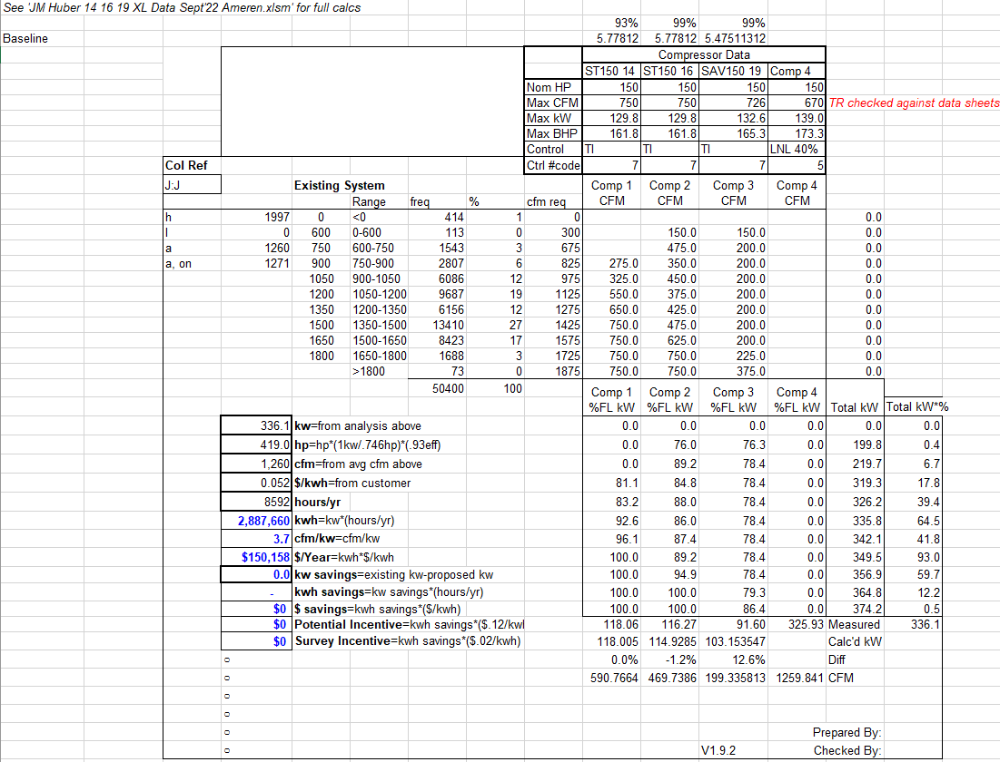 See 'JM Huber 14 16 19 XL Data Sept'22 Ameren.xlsm' for full calcs
93% 99% 99%
Baseline 5.77812 5.77812 5.47511312
Compressor Data
ST150 14 ST150 16 SAV150 19 Comp 4
Nom HP 150 150 150 150
Max CFM 750 750 726 670 TR checked against data sheets
Max kW 129.8 129.8 132.6 139.0
Max BHP 161.8 161.8 165.3 173.3
Control TI TI TI LNL 40%
Col Ref Ctrl #code 7 7 7 5
J:J Existing System Comp 1 Comp 2 Comp 3 Comp 4
Range freq % cfm req CFM CFM CFM CFM
h 1997 0 <0 414 1 0 0.0
l 0 600 0-600 113 0 300 150.0 150.0 0.0
a 1260 750 600-750 1543 3 675 475.0 200.0 0.0
a, on 1271 900 750-900 2807 6 825 275.0 350.0 200.0 0.0
1050 900-1050 6086 12 975 325.0 450.0 200.0 0.0
1200 1050-1200 9687 19 1125 550.0 375.0 200.0 0.0
1350 1200-1350 6156 12 1275 650.0 425.0 200.0 0.0
1500 1350-1500 13410 27 1425 750.0 475.0 200.0 0.0
1650 1500-1650 8423 17 1575 750.0 625.0 200.0 0.0
1800 1650-1800 1688 3 1725 750.0 750.0 225.0 0.0
>1800 73 0 1875 750.0 750.0 375.0 0.0
50400 100 Comp 1 Comp 2 Comp 3 Comp 4
%FL kW %FL kW %FL kW %FL kW Total kW Total kW*%
336.1 kw=from analysis above 0.0 0.0 0.0 0.0 0.0 0.0
419.0 hp=hp*(1kw/.746hp)*(.93eff) 0.0 76.0 76.3 0.0 199.8 0.4
1,260 cfm=from avg cfm above 0.0 89.2 78.4 0.0 219.7 6.7
0.052 $/kwh=from customer 81.1 84.8 78.4 0.0 319.3 17.8
8592 hours/yr 83.2 88.0 78.4 0.0 326.2 39.4
2,887,660 kwh=kw*(hours/yr) 92.6 86.0 78.4 0.0 335.8 64.5
3.7 cfm/kw=cfm/kw 96.1 87.4 78.4 0.0 342.1 41.8
$150,158 $/Year=kwh*$/kwh 100.0 89.2 78.4 0.0 349.5 93.0
0.0 kw savings=existing kw-proposed kw 100.0 94.9 78.4 0.0 356.9 59.7
- kwh savings=kw savings*(hours/yr) 100.0 100.0 79.3 0.0 364.8 12.2
$0 $ savings=kwh savings*($/kwh) 100.0 100.0 86.4 0.0 374.2 0.5
$0 Potential Incentive=kwh savings*($.12/kwl 118.06 116.27 91.60 325.93 Measured 336.1
$0 Survey Incentive=kwh savings*($.02/kwh) 118.005 114.9285 103.153547 Calc'd kW
0.0% -1.2% 12.6% Diff
590.7664 469.7386 199.335813 1259.841 CFM
Prepared By:
V1.9.2 Checked By: